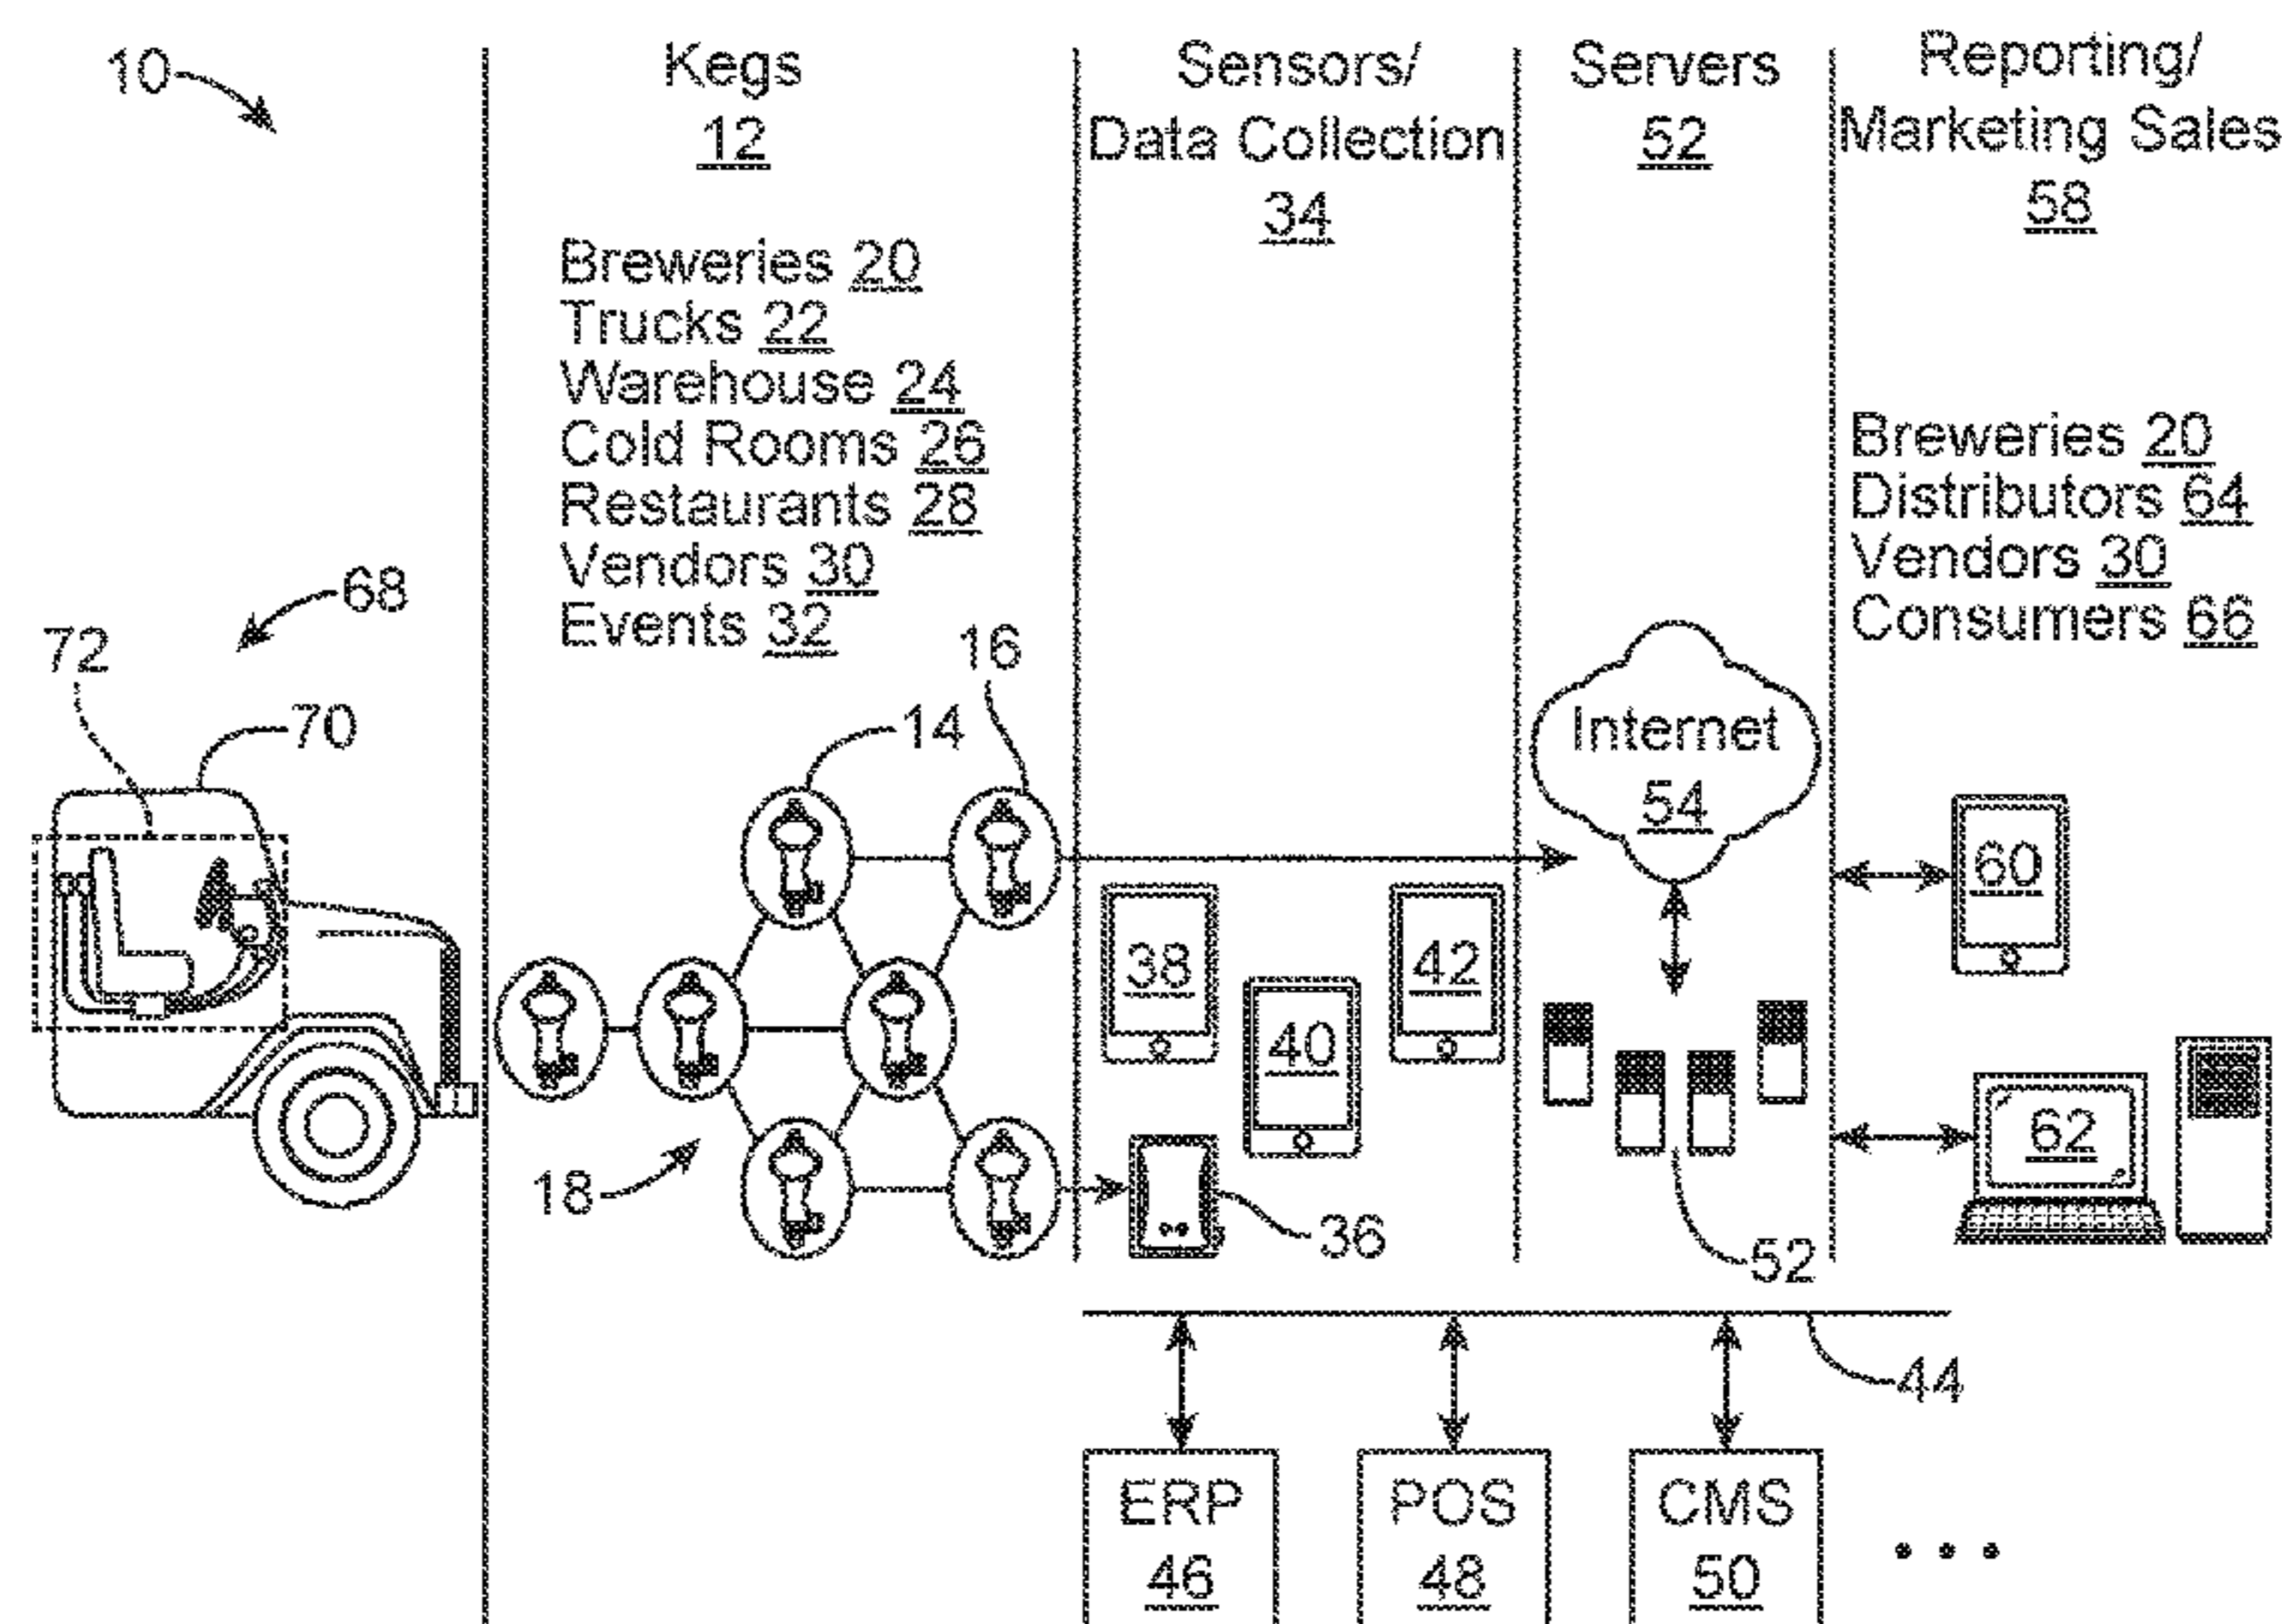 10
Kegs
12
Sensors/
Data Collection
34
Servers
52
Reporting/
Marketing Sales
58
Breweries 20
Trucks 22
Warehouse 24
Cold Rooms 26
Restaurants 28
Vendors 30
Events 32
Breweries 20
Distributors 64
Vendors 30
Consumers 66
68
72
70
14
16
18
Internet
54
38
40
42
36
52
60
62
44
ERP
46
POS
48
CMS
50
• • •